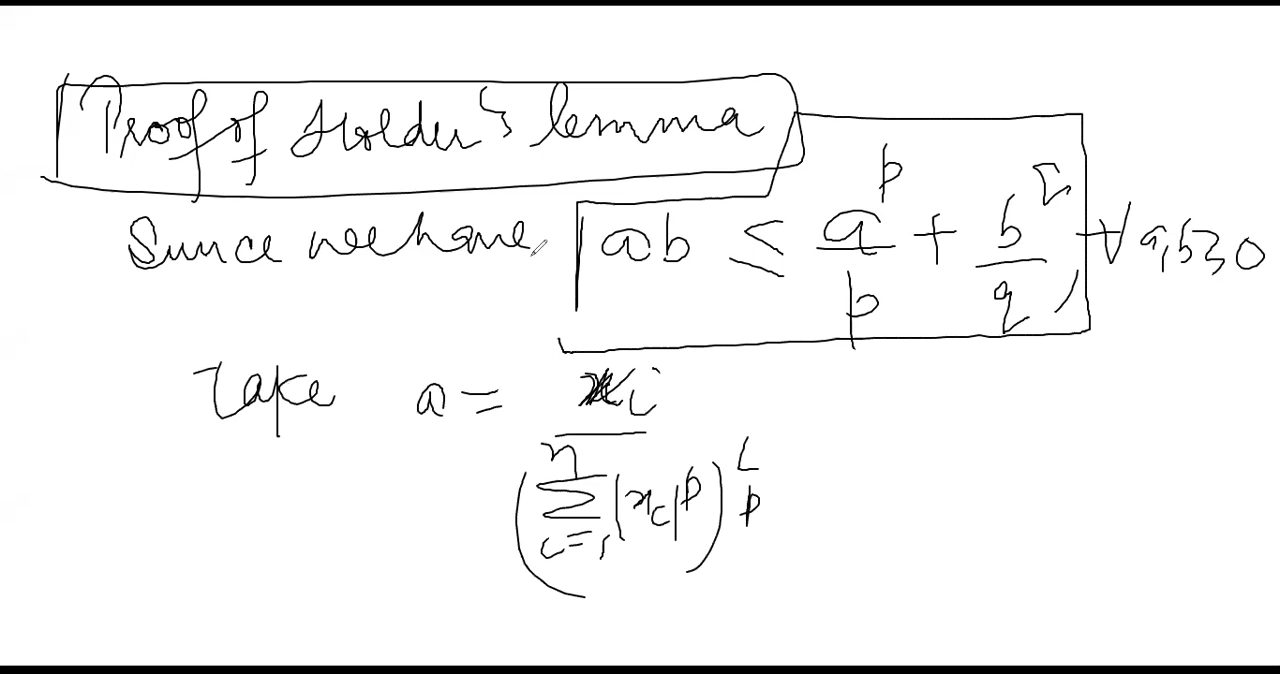 Proof of Holder's lemma
Since we have, ab ≤ a^p/p + b^q/q, ∀ a,b≥0
Take a = xi / (∑_{i=1}^{n} |xi|^p)^{1/p}